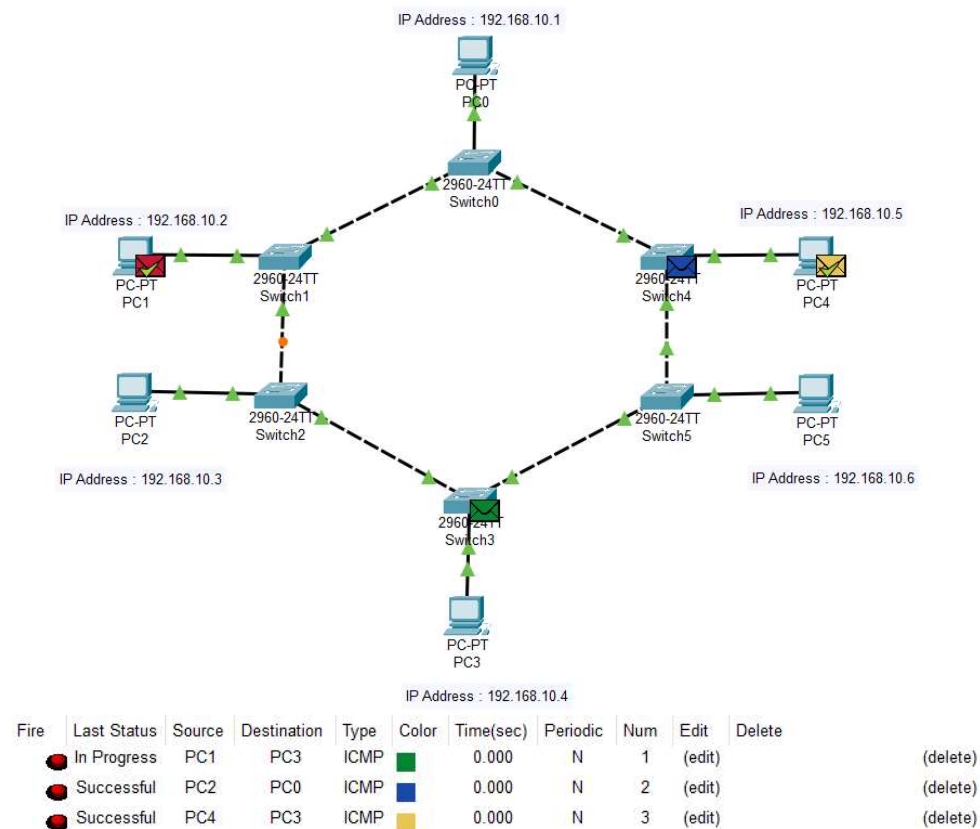 IP Address : 192.168.10.1
PC-PT
PC0
2960-24TT
Switch0
IP Address : 192.168.10.2
IP Address : 192.168.10.5
PC-PT
PC1
2960-24TT
Switch1
2960-24TT
Switch4
PC-PT
PC4
PC-PT
PC2
2960-24TT
Switch2
2960-24TT
Switch5
PC-PT
PC5
IP Address : 192.168.10.3
IP Address : 192.168.10.6
2960-24TT
Switch3
PC-PT
PC3
IP Address : 192.168.10.4
Fire Last Status Source Destination Type Color Time(sec) Periodic Num Edit Delete
In Progress PC1 PC3 ICMP 0.000 N 1 (edit) (delete)
Successful PC2 PC0 ICMP 0.000 N 2 (edit) (delete)
Successful PC4 PC3 ICMP 0.000 N 3 (edit) (delete)